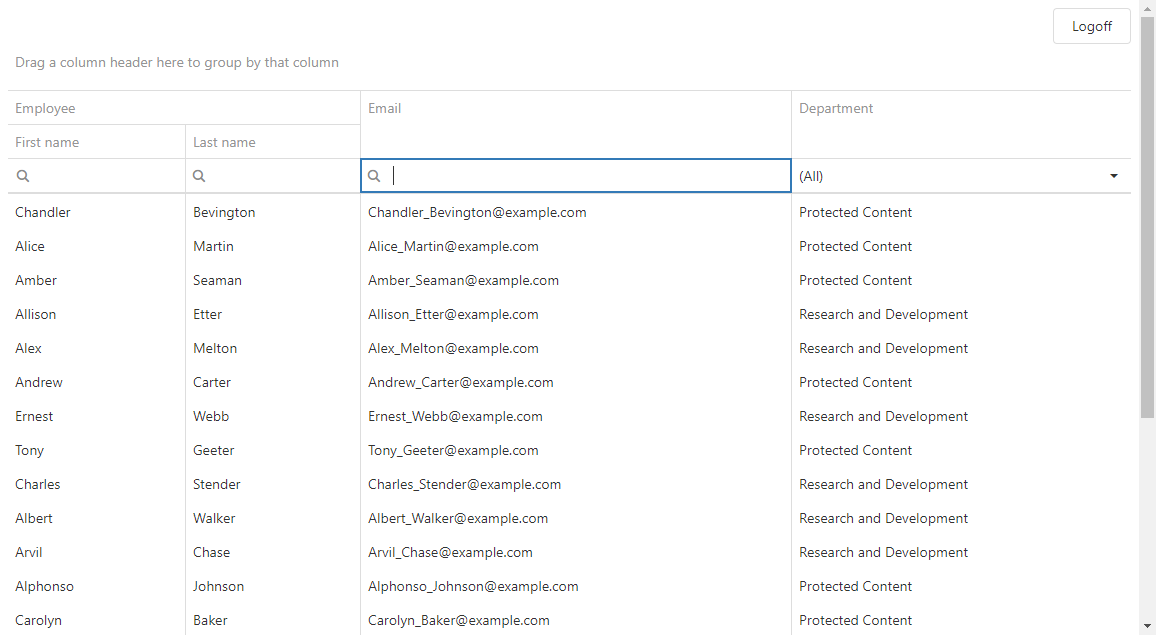 Logoff
Drag a column header here to group by that column
Employee Email Department
First name Last name
(All)
Chandler Bevington Chandler_Bevington@example.com Protected Content
Alice Martin Alice_Martin@example.com Protected Content
Amber Seaman Amber_Seaman@example.com Protected Content
Allison Etter Allison_Etter@example.com Research and Development
Alex Melton Alex_Melton@example.com Research and Development
Andrew Carter Andrew_Carter@example.com Protected Content
Ernest Webb Ernest_Webb@example.com Research and Development
Tony Geeter Tony_Geeter@example.com Protected Content
Charles Stender Charles_Stender@example.com Research and Development
Albert Walker Albert_Walker@example.com Research and Development
Arvil Chase Arvil_Chase@example.com Research and Development
Alphonso Johnson Alphonso_Johnson@example.com Protected Content
Carolyn Baker Carolyn_Baker@example.com Protected Content